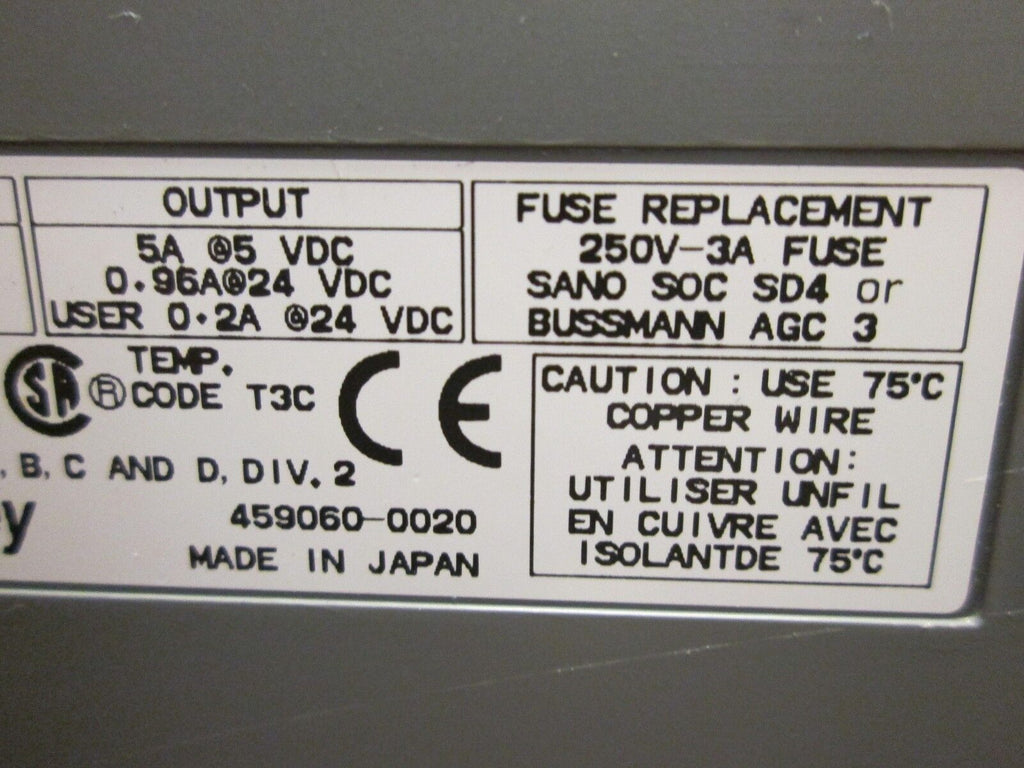 OUTPUT
5A @5 VDC
0.96A@24 VDC
USER 0.2A @24 VDC
FUSE REPLACEMENT
250V-3A FUSE
SANO SOC SD4 or
BUSSMANN AGC 3
SA ® TEMP.
CODE T3C
CE
, B, C AND D, DIV. 2
y
459060-0020
MADE IN JAPAN
CAUTION : USE 75°C
COPPER WIRE
ATTENTION:
UTILISER UNFIL
EN CUIVRE AVEC
ISOLANTDE 75°C